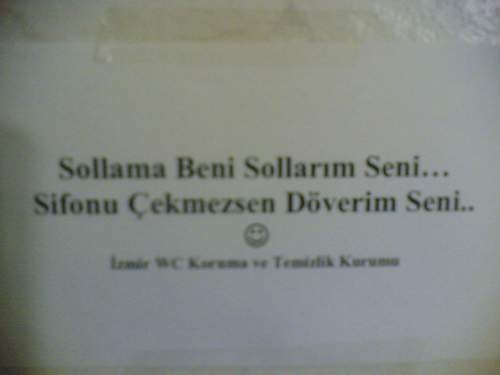 Sollama Beni Sollarım Seni...
Sifonu Çekmezsen Döverim Seni..
☺
İzmir WC Koruma ve Temizlik Kurumu